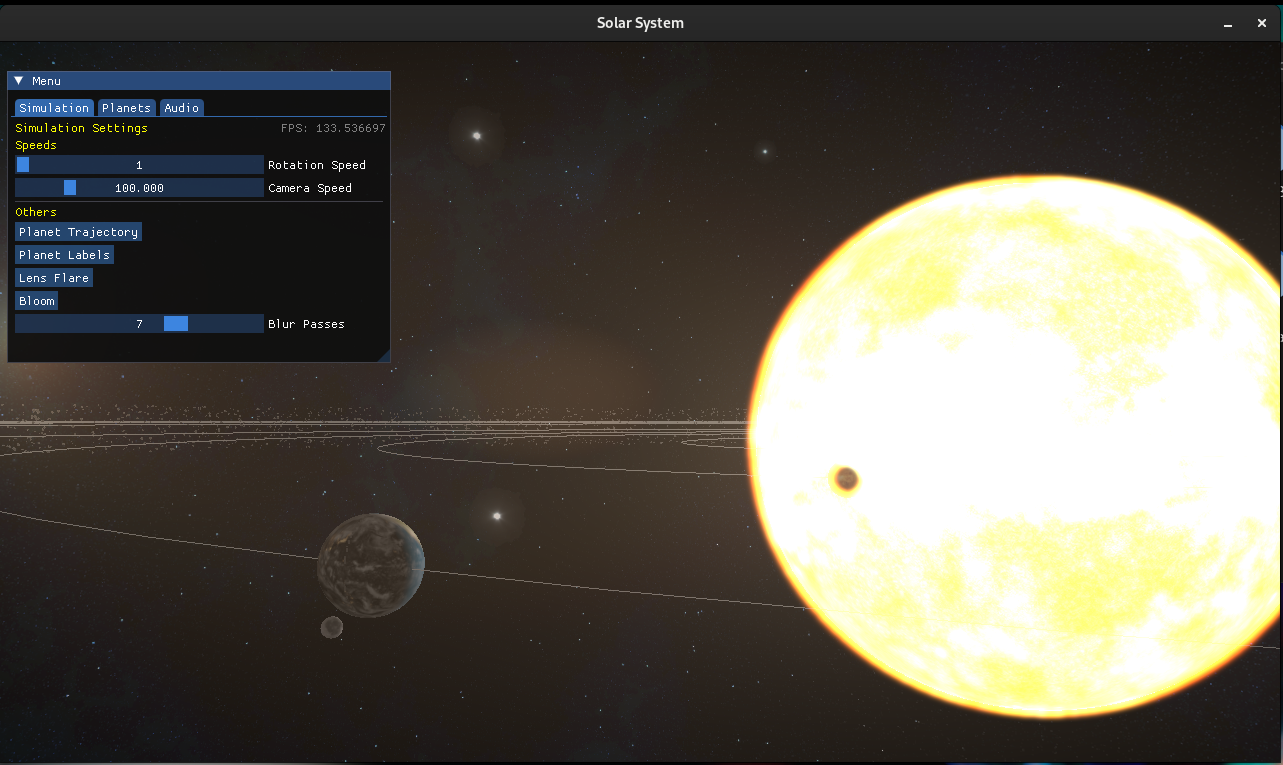 Solar System
Menu
Simulation Planets Audio
Simulation Settings FPS: 133.536697
Speeds
1 Rotation Speed
100.000 Camera Speed
Others
Planet Trajectory
Planet Labels
Lens Flare
Bloom
7 Blur Passes